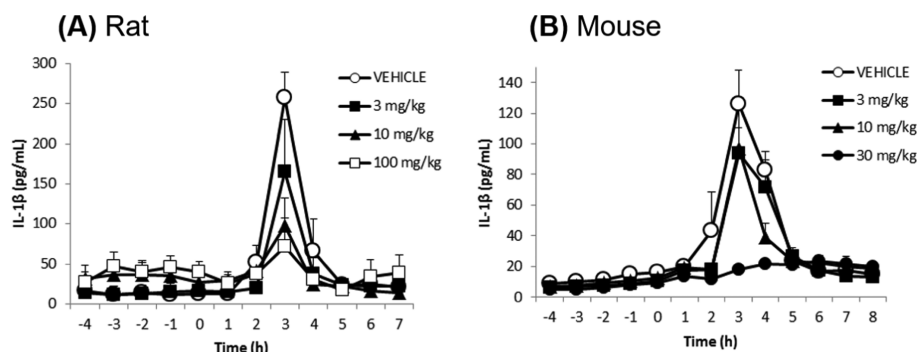 (A) Rat
300
250
200
150
100
50
0
IL-1β (pg/mL)
-4 -3 -2 -1 0 1 2 3 4 5 6 7
Time (h)
VEHICLE
3 mg/kg
10 mg/kg
100 mg/kg
(B) Mouse
140
120
100
80
60
40
20
0
IL-1β (pg/mL)
-4 -3 -2 -1 0 1 2 3 4 5 6 7 8
Time (h)
VEHICLE
3 mg/kg
10 mg/kg
30 mg/kg